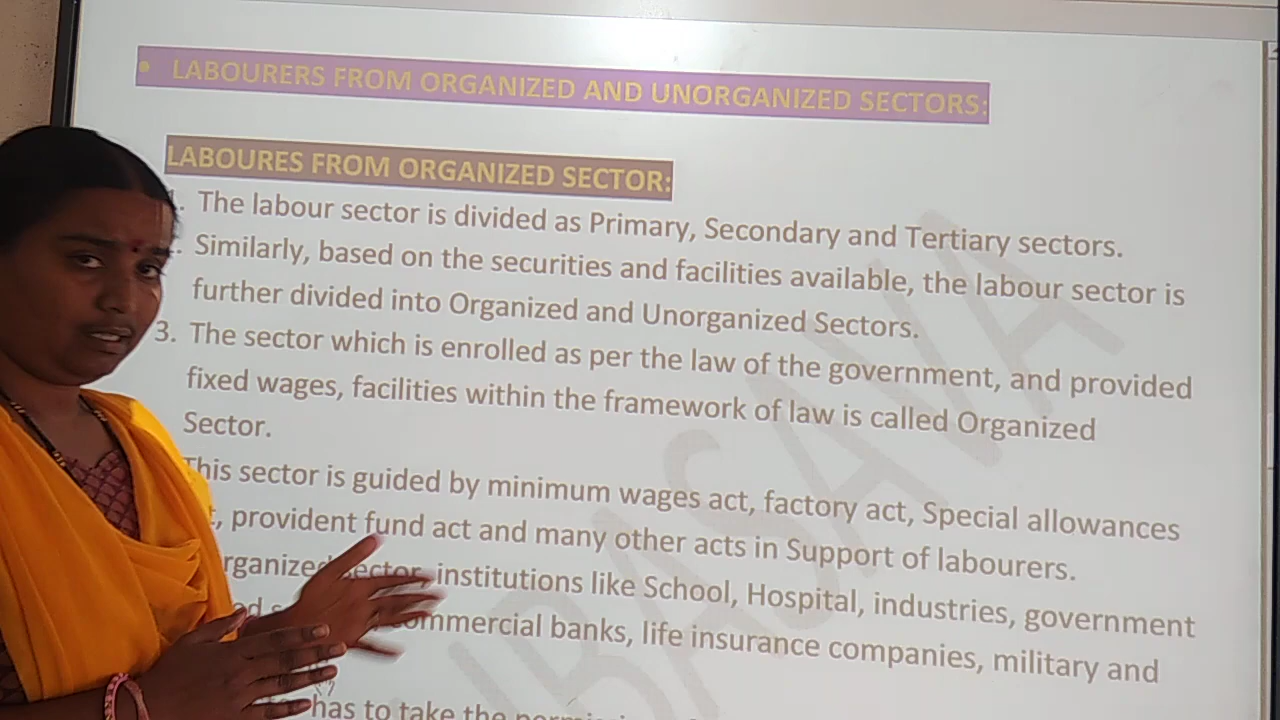 • LABOURERS FROM ORGANIZED AND UNORGANIZED SECTORS:
LABOURES FROM ORGANIZED SECTOR:
The labour sector is divided as Primary, Secondary and Tertiary sectors.
Similarly, based on the securities and facilities available, the labour sector is
further divided into Organized and Unorganized Sectors.
3. The sector which is enrolled as per the law of the government, and provided
fixed wages, facilities within the framework of law is called Organized
Sector.
This sector is guided by minimum wages act, factory act, Special allowances
provident fund act and many other acts in Support of labourers.
sector, institutions like School, Hospital, industries, government
commercial banks, life insurance companies, military and
has to take the
BASAVA